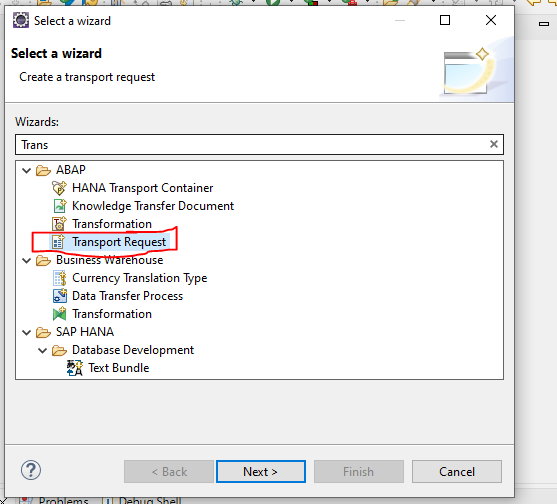 Select a wizard
Select a wizard
Create a transport request
Wizards:
Trans
ABAP
HANA Transport Container
Knowledge Transfer Document
Transformation
Transport Request
Business Warehouse
Currency Translation Type
Data Transfer Process
Transformation
SAP HANA
Database Development
Text Bundle
? < Back Next > Finish Cancel
Problems Debug Shell